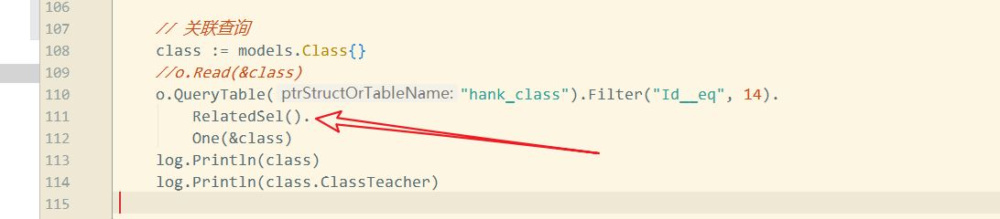 106
107 // 关联查询
108 class := models.Class{}
109 //o.Read(&class)
110 o.QueryTable( ptrStructOrTableName: "hank_class").Filter("Id__eq", 14).
111 RelatedSel().
112 One(&class)
113 log.Println(class)
114 log.Println(class.ClassTeacher)
115